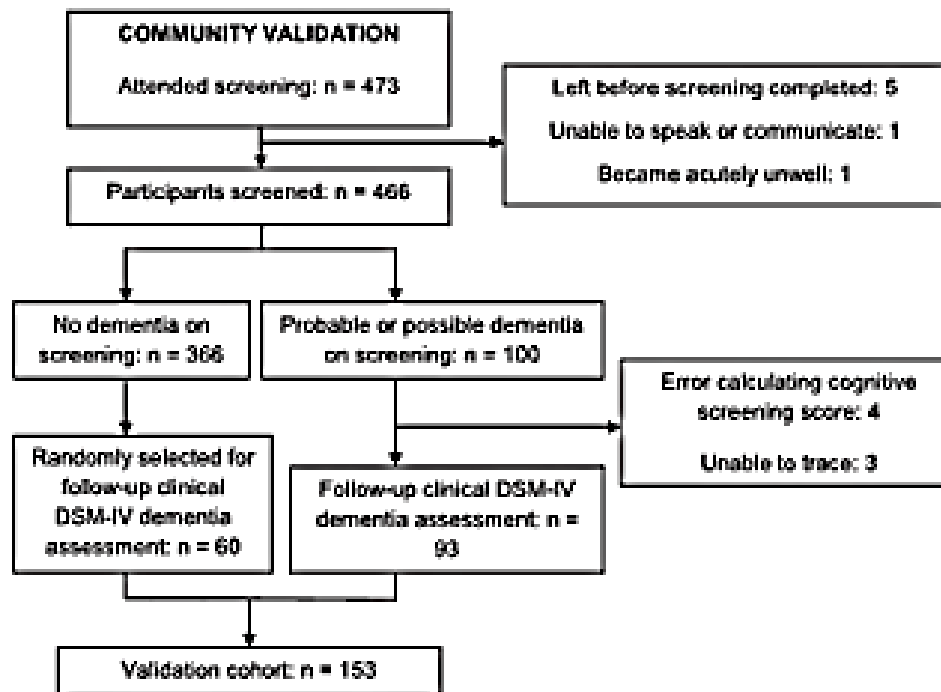 COMMUNITY VALIDATION
Attended screening: n = 473
Left before screening completed: 5
Unable to speak or communicate: 1
Became acutely unwell: 1
Participants screened: n = 466
No dementia on
screening: n = 366
Probable or possible dementia
on screening: n = 100
Error calculating cognitive
screening score: 4
Unable to trace: 3
Randomly selected for
follow-up clinical
DSM-IV dementia
assessment: n = 60
Follow-up clinical DSM-IV
dementia assessment: n =
93
Validation cohort: n = 153